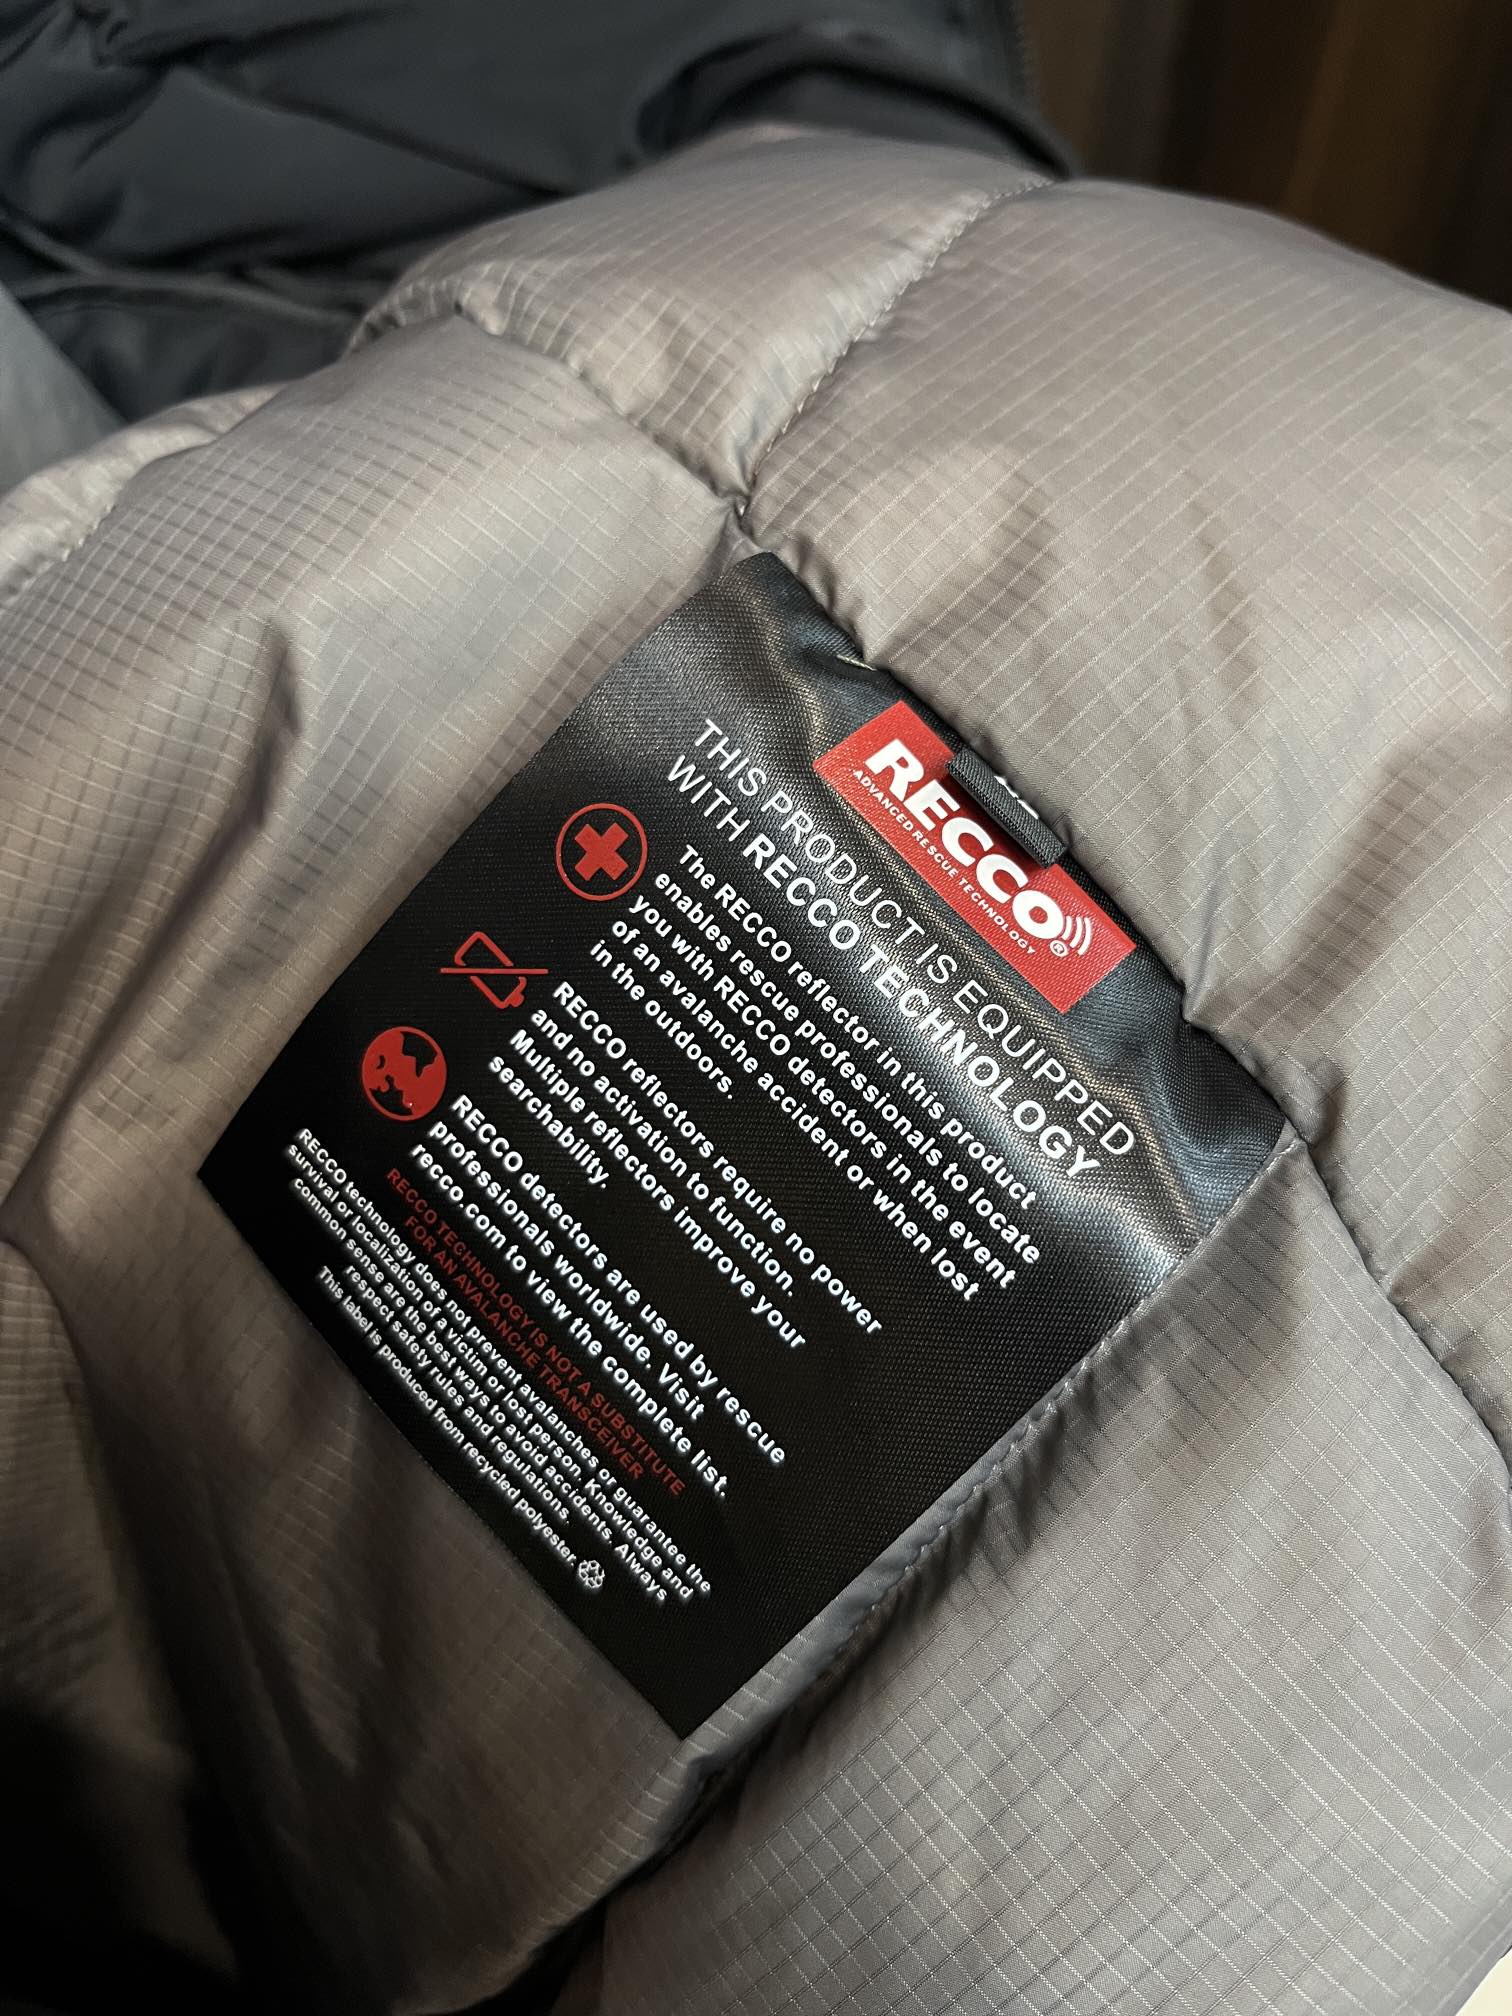 RECCO®
ADVANCED RESCUE TECHNOLOGY
THIS PRODUCT IS EQUIPPED
WITH RECCO TECHNOLOGY
The RECCO reflector in this product
enables rescue professionals to locate
you with RECCO detectors in the event
of an avalanche accident or when lost
in the outdoors.
RECCO reflectors require no power
and no activation to function.
Multiple reflectors improve your
searchability.
RECCO detectors are used by rescue
professionals worldwide. Visit
recco.com to view the complete list.
RECCO TECHNOLOGY IS NOT A SUBSTITUTE
FOR AN AVALANCHE TRANSCEIVER
RECCO technology does not prevent avalanches or guarantee the
survival or localization of a victim or lost person. Knowledge and
common sense are the best ways to avoid accidents. Always
respect safety rules and regulations.
This label is produced from recycled polyester.